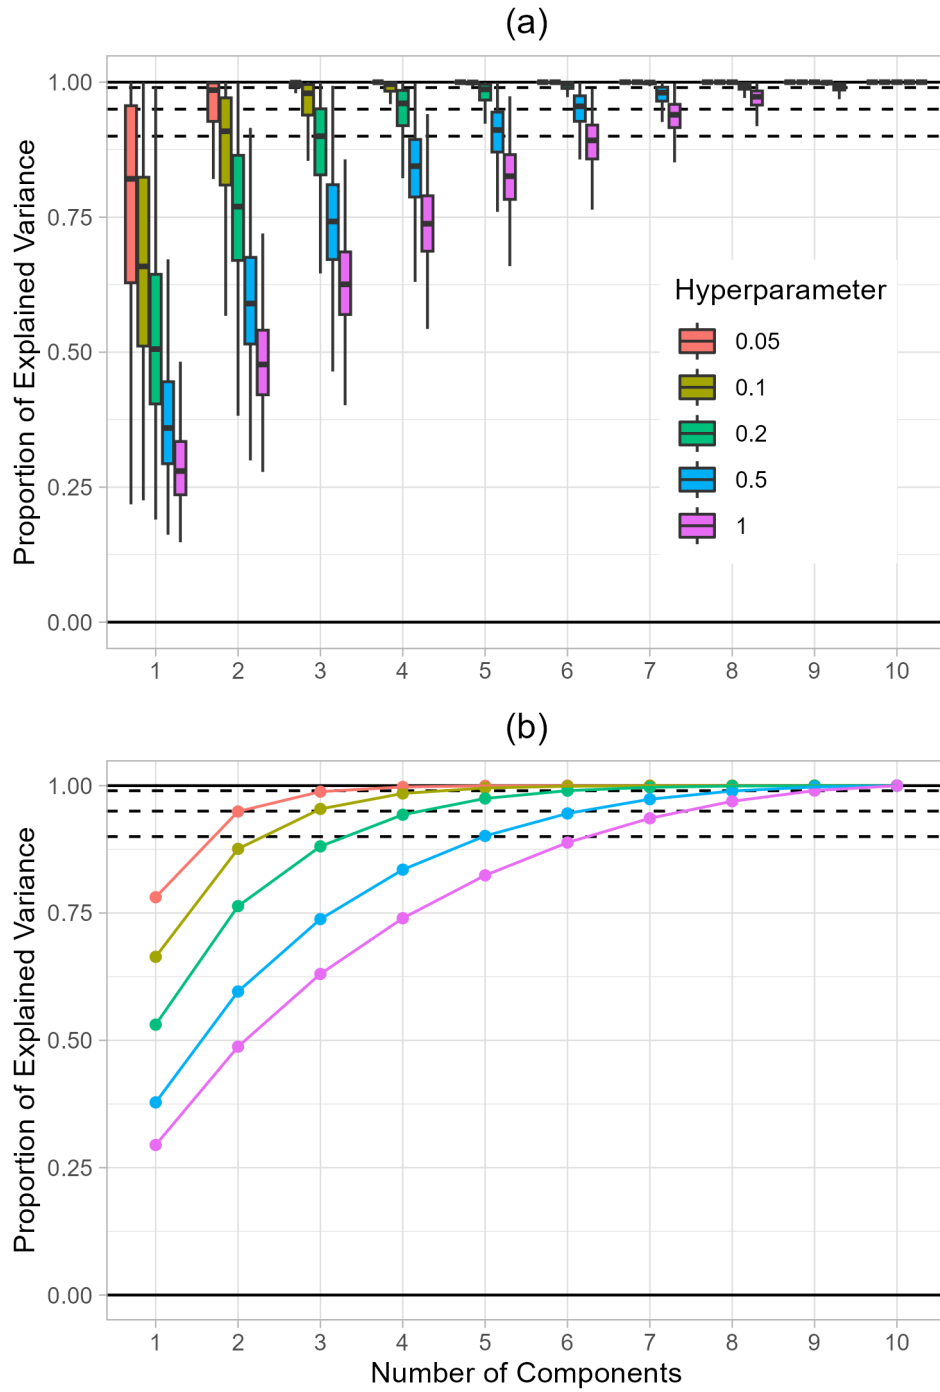 (a)
Proportion of Explained Variance
1.00
0.75
0.50
0.25
0.00
Hyperparameter
0.05
0.1
0.2
0.5
1
1 2 3 4 5 6 7 8 9 10
(b)
Proportion of Explained Variance
1.00
0.75
0.50
0.25
0.00
1 2 3 4 5 6 7 8 9 10
Number of Components